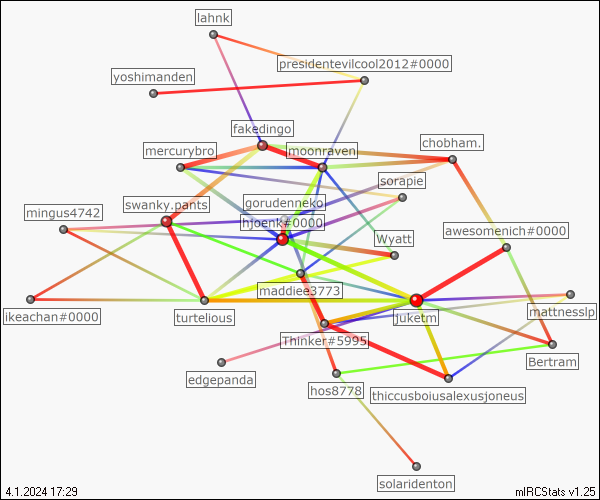 lahnk
presidentevilcool2012#0000
yoshimanden
fakedingo
chobham.
mercurybro
moonraven
sorapie
swanky.pants
gorudenneko
mingus4742
hjoenk#0000
awesomenich#0000
Wyatt
maddiee3773
mattnesslp
ikeachan#0000
turtelious
juketm
Thinker#5995
Bertram
edgepanda
hos8778
thiccusboiusalexusjoneus
solaridenton
4.1.2024 17:29
mIRCStats v1.25